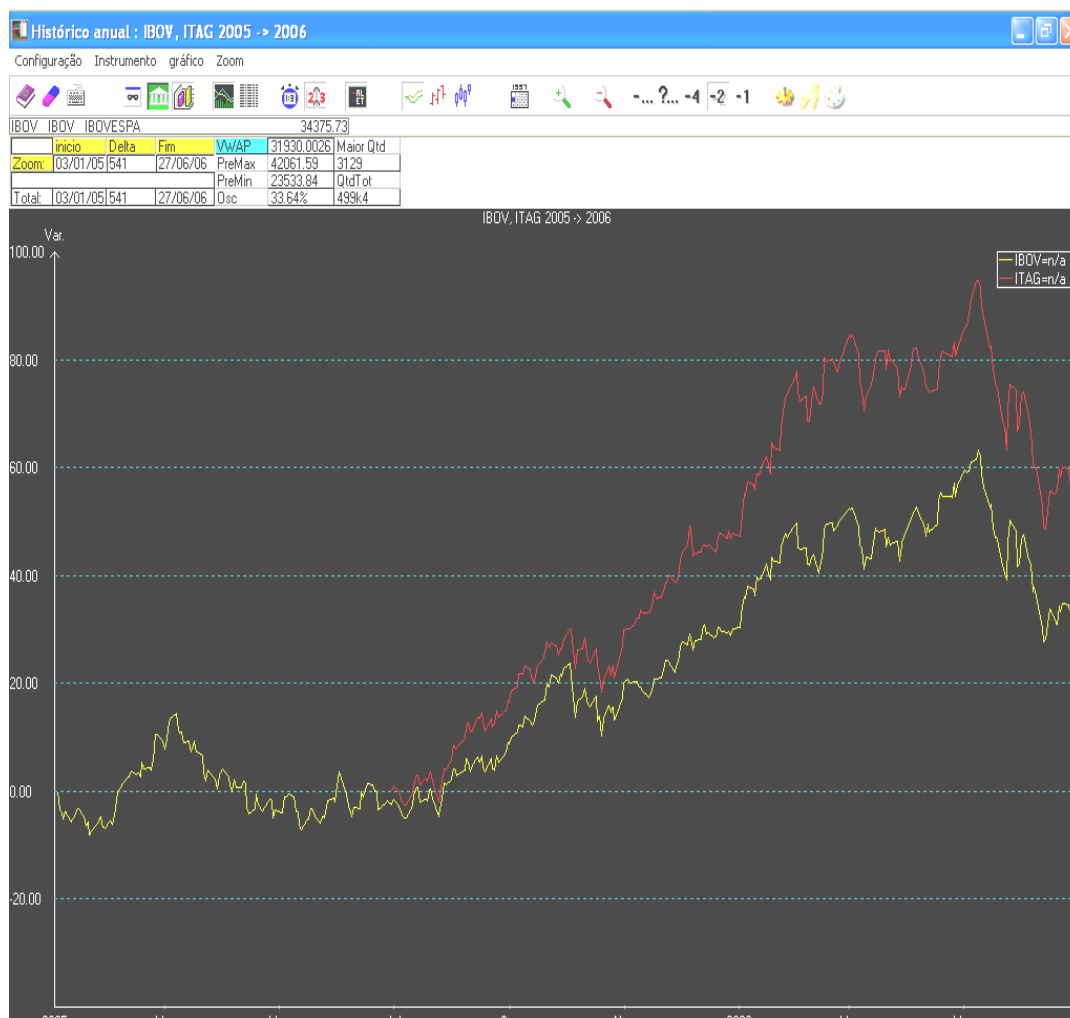 Histórico anual : IBOV, ITAG 2005 -> 2006
Configuração Instrumento gráfico Zoom
-... ?... -4 -2 -1
IBOV IBOV IBOVESPA 34375.73
inicio Delta Fim VWAP 31930.0026 Maior Qtd
Zoom: 03/01/05 541 27/06/06 PreMax 42061.59 3129
PreMin 23533.84 QtdTot
Total: 03/01/05 541 27/06/06 Osc 33.64% 499k4
IBOV, ITAG 2005 -> 2006
Var.
100.00
IBOV=n/a
ITAG=n/a
80.00
60.00
40.00
20.00
0.00
-20.00